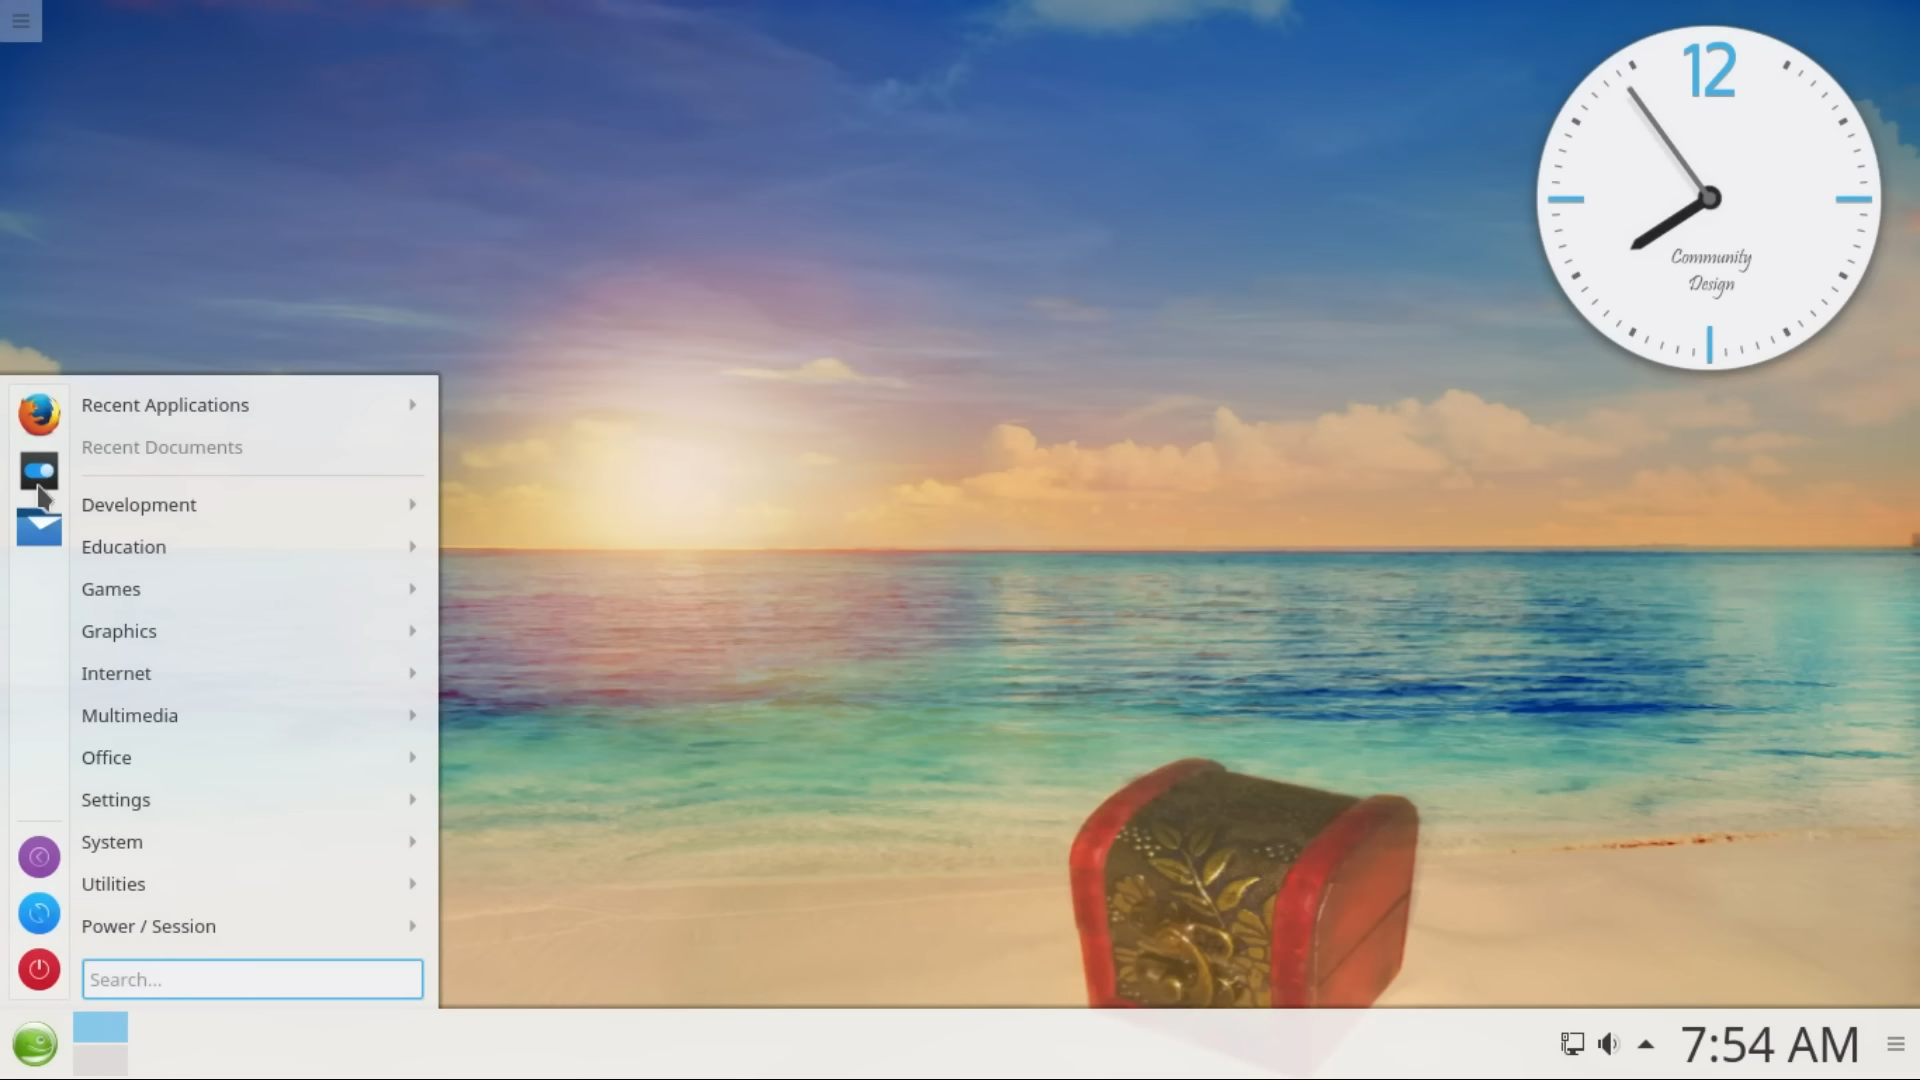 12
Community
Design
Recent Applications
Recent Documents
Development
Education
Games
Graphics
Internet
Multimedia
Office
Settings
System
Utilities
Power / Session
Search...
7:54 AM